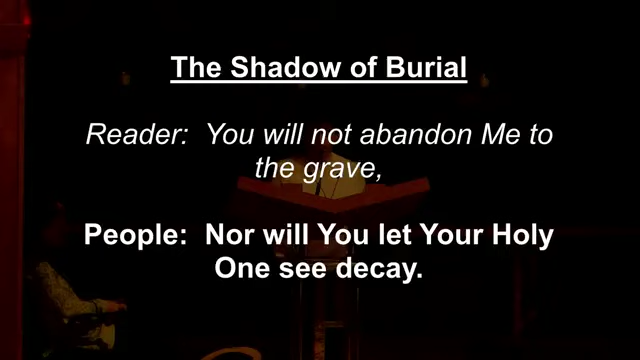 The Shadow of Burial
Reader: You will not abandon Me to
the grave,
People: Nor will You let Your Holy
One see decay.